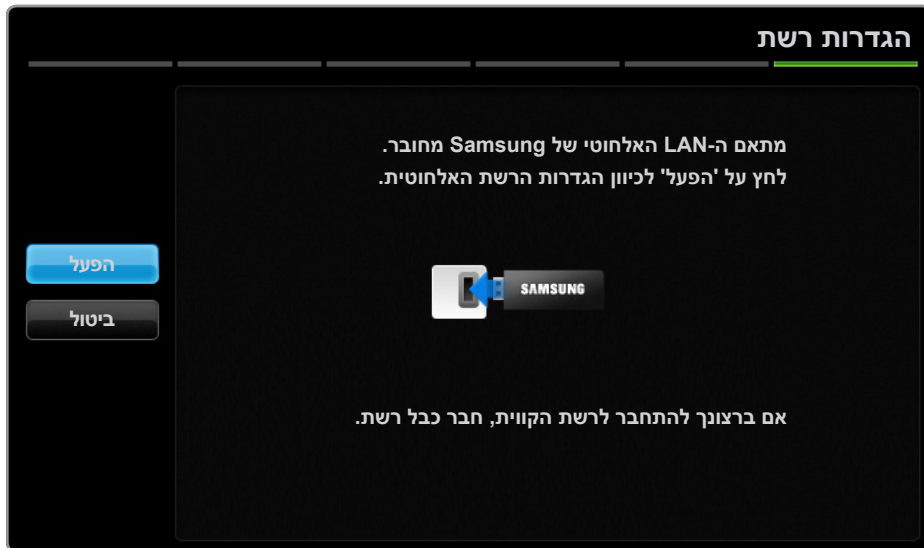 הגדרות רשת
מתאם ה-LAN האלחוטי של Samsung מחובר.
לחץ על 'הפעל' לכיוון הגדרות הרשת האלחוטית.
הפעל
SAMSUNG
ביטול
אם ברצונך להתחבר לרשת הקווית, חבר כבל רשת.